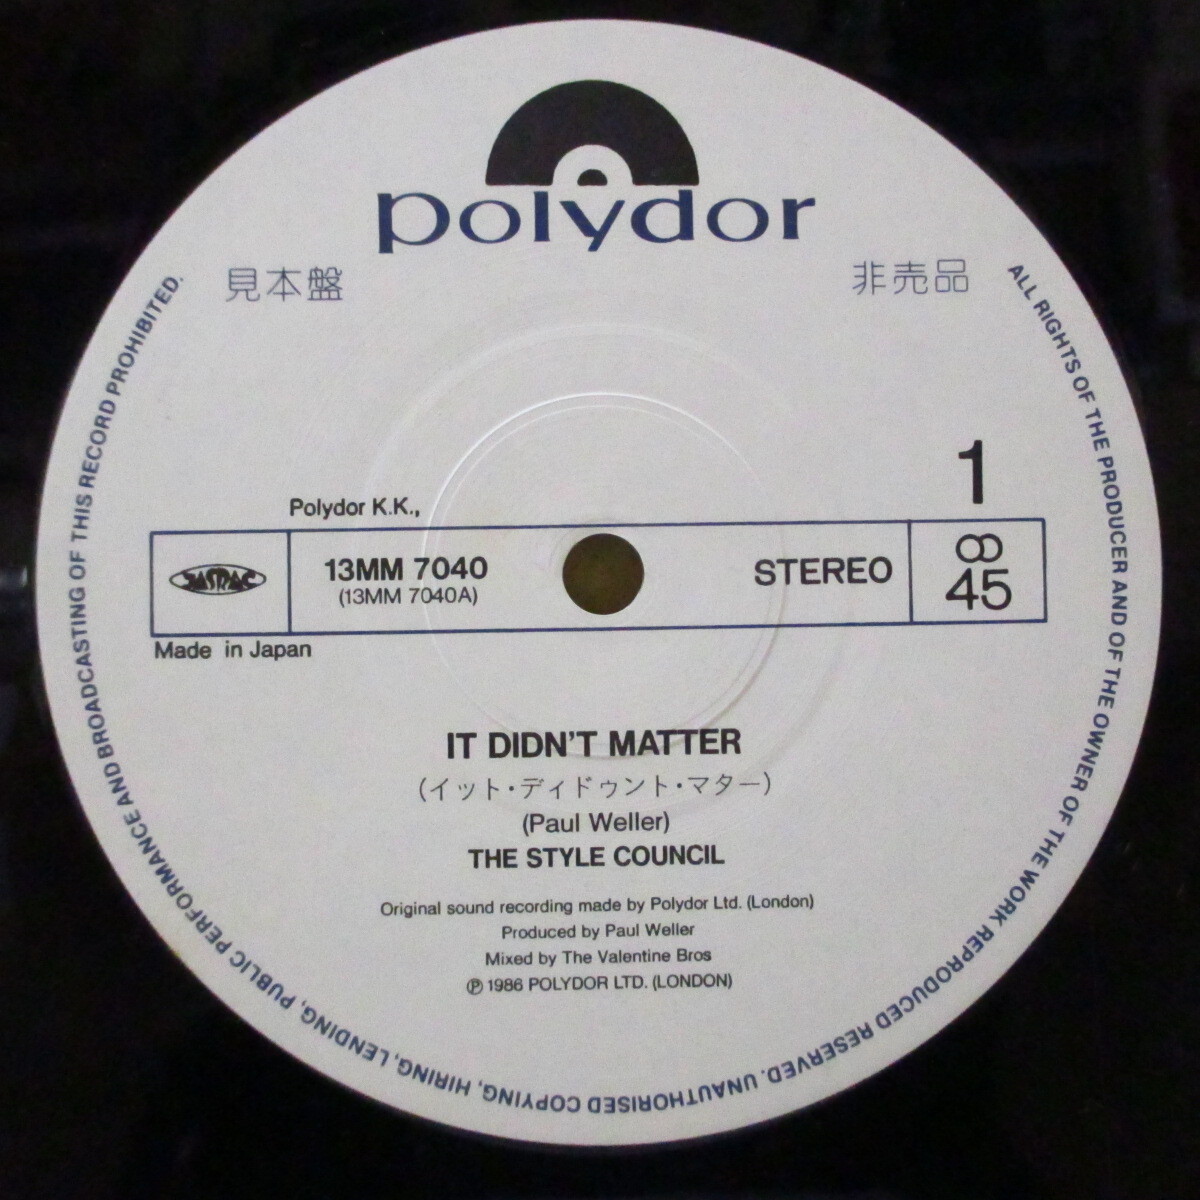 polydor
見本盤
非売品
1
Polydor K.K.,
JASRAC
13MM 7040
(13MM 7040A)
STEREO
∞
45
Made in Japan
IT DIDN'T MATTER
(イット・ディドゥント・マター)
(Paul Weller)
THE STYLE COUNCIL
Original sound recording made by Polydor Ltd. (London)
Produced by Paul Weller
Mixed by The Valentine Bros
℗ 1986 POLYDOR LTD. (LONDON)
ALL RIGHTS OF THE PRODUCER AND OF THE OWNER OF THE WORK REPRODUCED RESERVED. UNAUTHORISED COPYING, HIRING, LENDING, PUBLIC PERFORMANCE AND BROADCASTING OF THIS RECORD PROHIBITED.